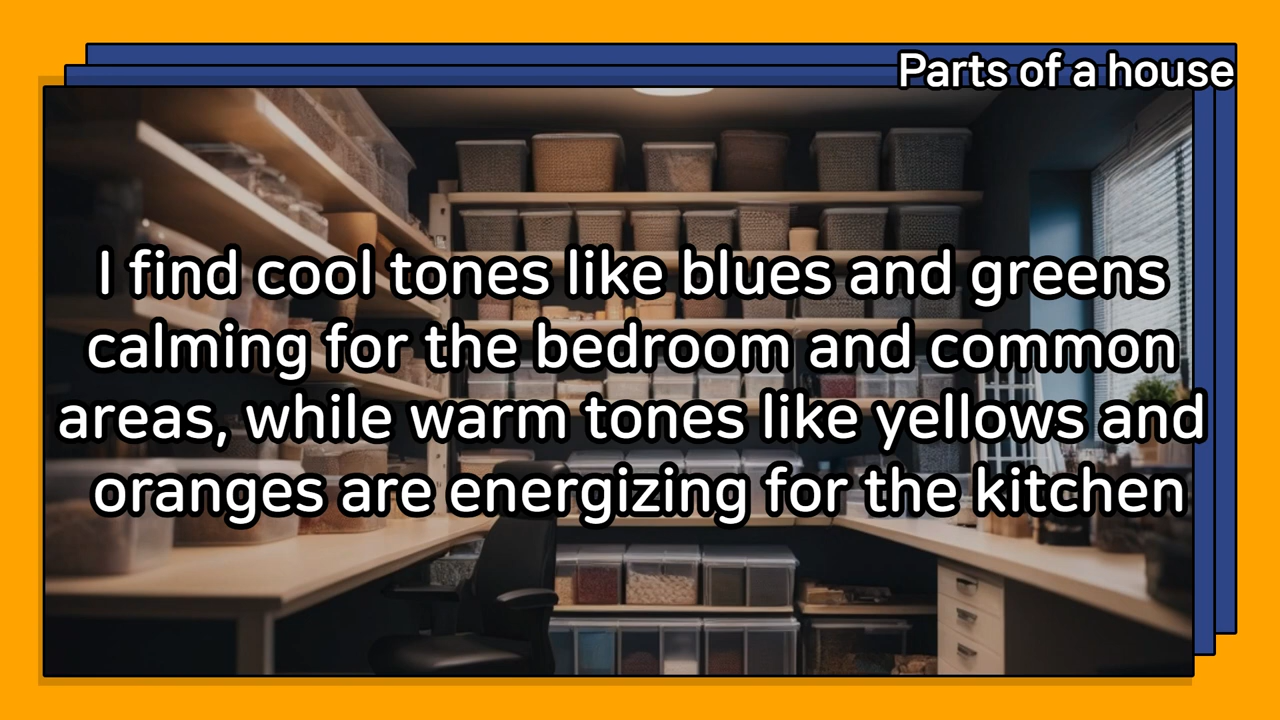 Parts of a house
I find cool tones like blues and greens
calming for the bedroom and common
areas, while warm tones like yellows and
oranges are energizing for the kitchen